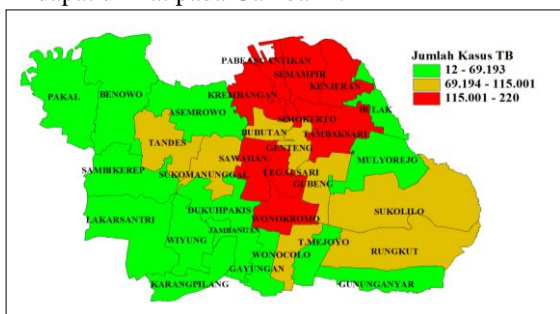 Jumlah Kasus TB
12 - 69.193
69.194 - 115.001
115.001 - 220
PABEANCANTIKAN
SEMAMPIR
KENJERAN
PAKAL
BENOWO
KREMBANGAN
ASEMROWO
SIMOKERTO
BULAK
BUBUTAN
TAMBAKSARI
TANDES
GENTENG
SAWAHAN
MULYOREJO
SAMBIKEREP
SUKOMANUNGGAL
TEGALSARI
GUBENG
LAKARSANTRI
DUKUHPAKIS
WONOKROMO
SUKOLILO
JAMBANGAN
WIYUNG
WONOCOLO
T.MEJOYO
RUNGKUT
GAYUNGAN
KARANGPILANG
GUNUNGANYAR